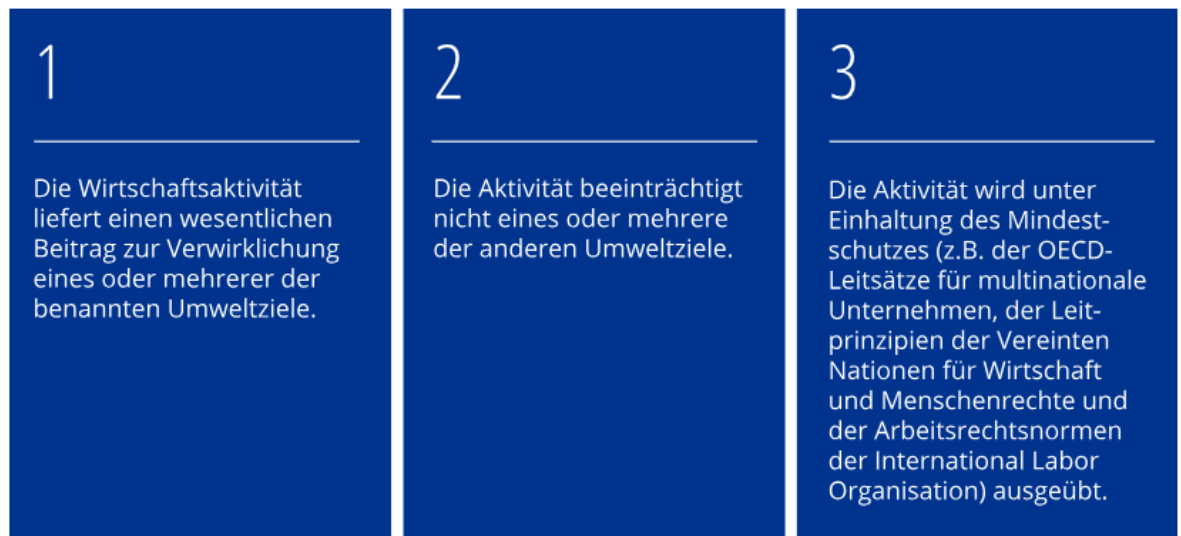 1
Die Wirtschaftsaktivität
liefert einen wesentlichen
Beitrag zur Verwirklichung
eines oder mehrerer der
benannten Umweltziele.
2
Die Aktivität beeinträchtigt
nicht eines oder mehrere
der anderen Umweltziele.
3
Die Aktivität wird unter
Einhaltung des Mindest-
schutzes (z.B. der OECD-
Leitsätze für multinationale
Unternehmen, der Leit-
prinzipien der Vereinten
Nationen für Wirtschaft
und Menschenrechte und
der Arbeitsrechtsnormen
der International Labor
Organisation) ausgeübt.